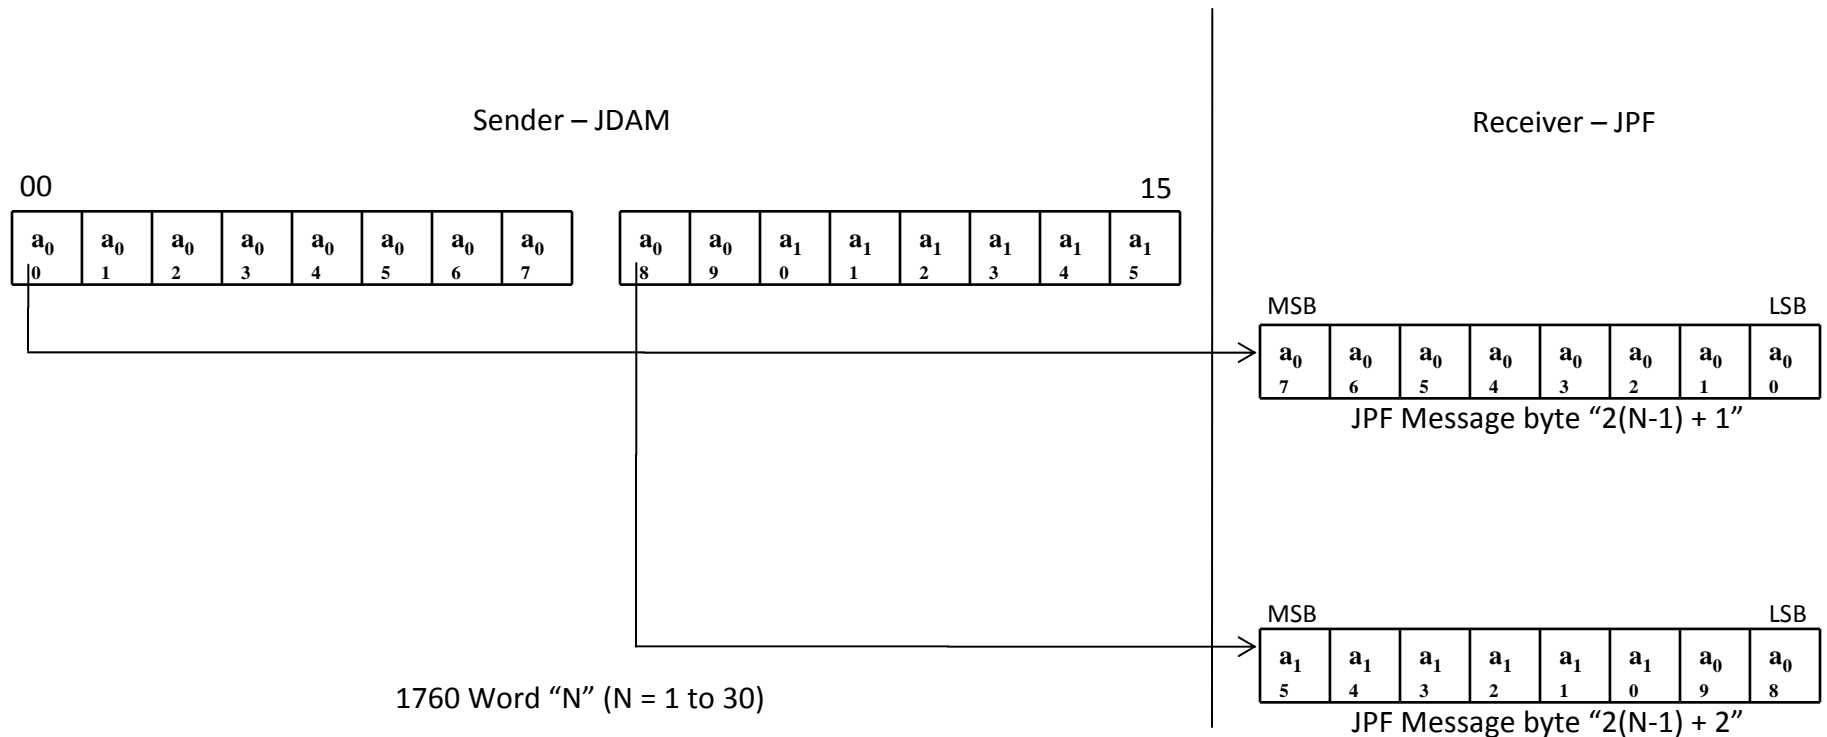 Sender – JDAM
Receiver – JPF
00
15
a0 a0 a0 a0 a0 a0 a0 a0 a0 a0 a1 a1 a1 a1 a1 a1
0 1 2 3 4 5 6 7 8 9 0 1 2 3 4 5
MSB LSB
a0 a0 a0 a0 a0 a0 a0 a0
7 6 5 4 3 2 1 0
JPF Message byte “2(N-1) + 1”
MSB LSB
a1 a1 a1 a1 a1 a1 a0 a0
5 4 3 2 1 0 9 8
JPF Message byte “2(N-1) + 2”
1760 Word “N” (N = 1 to 30)